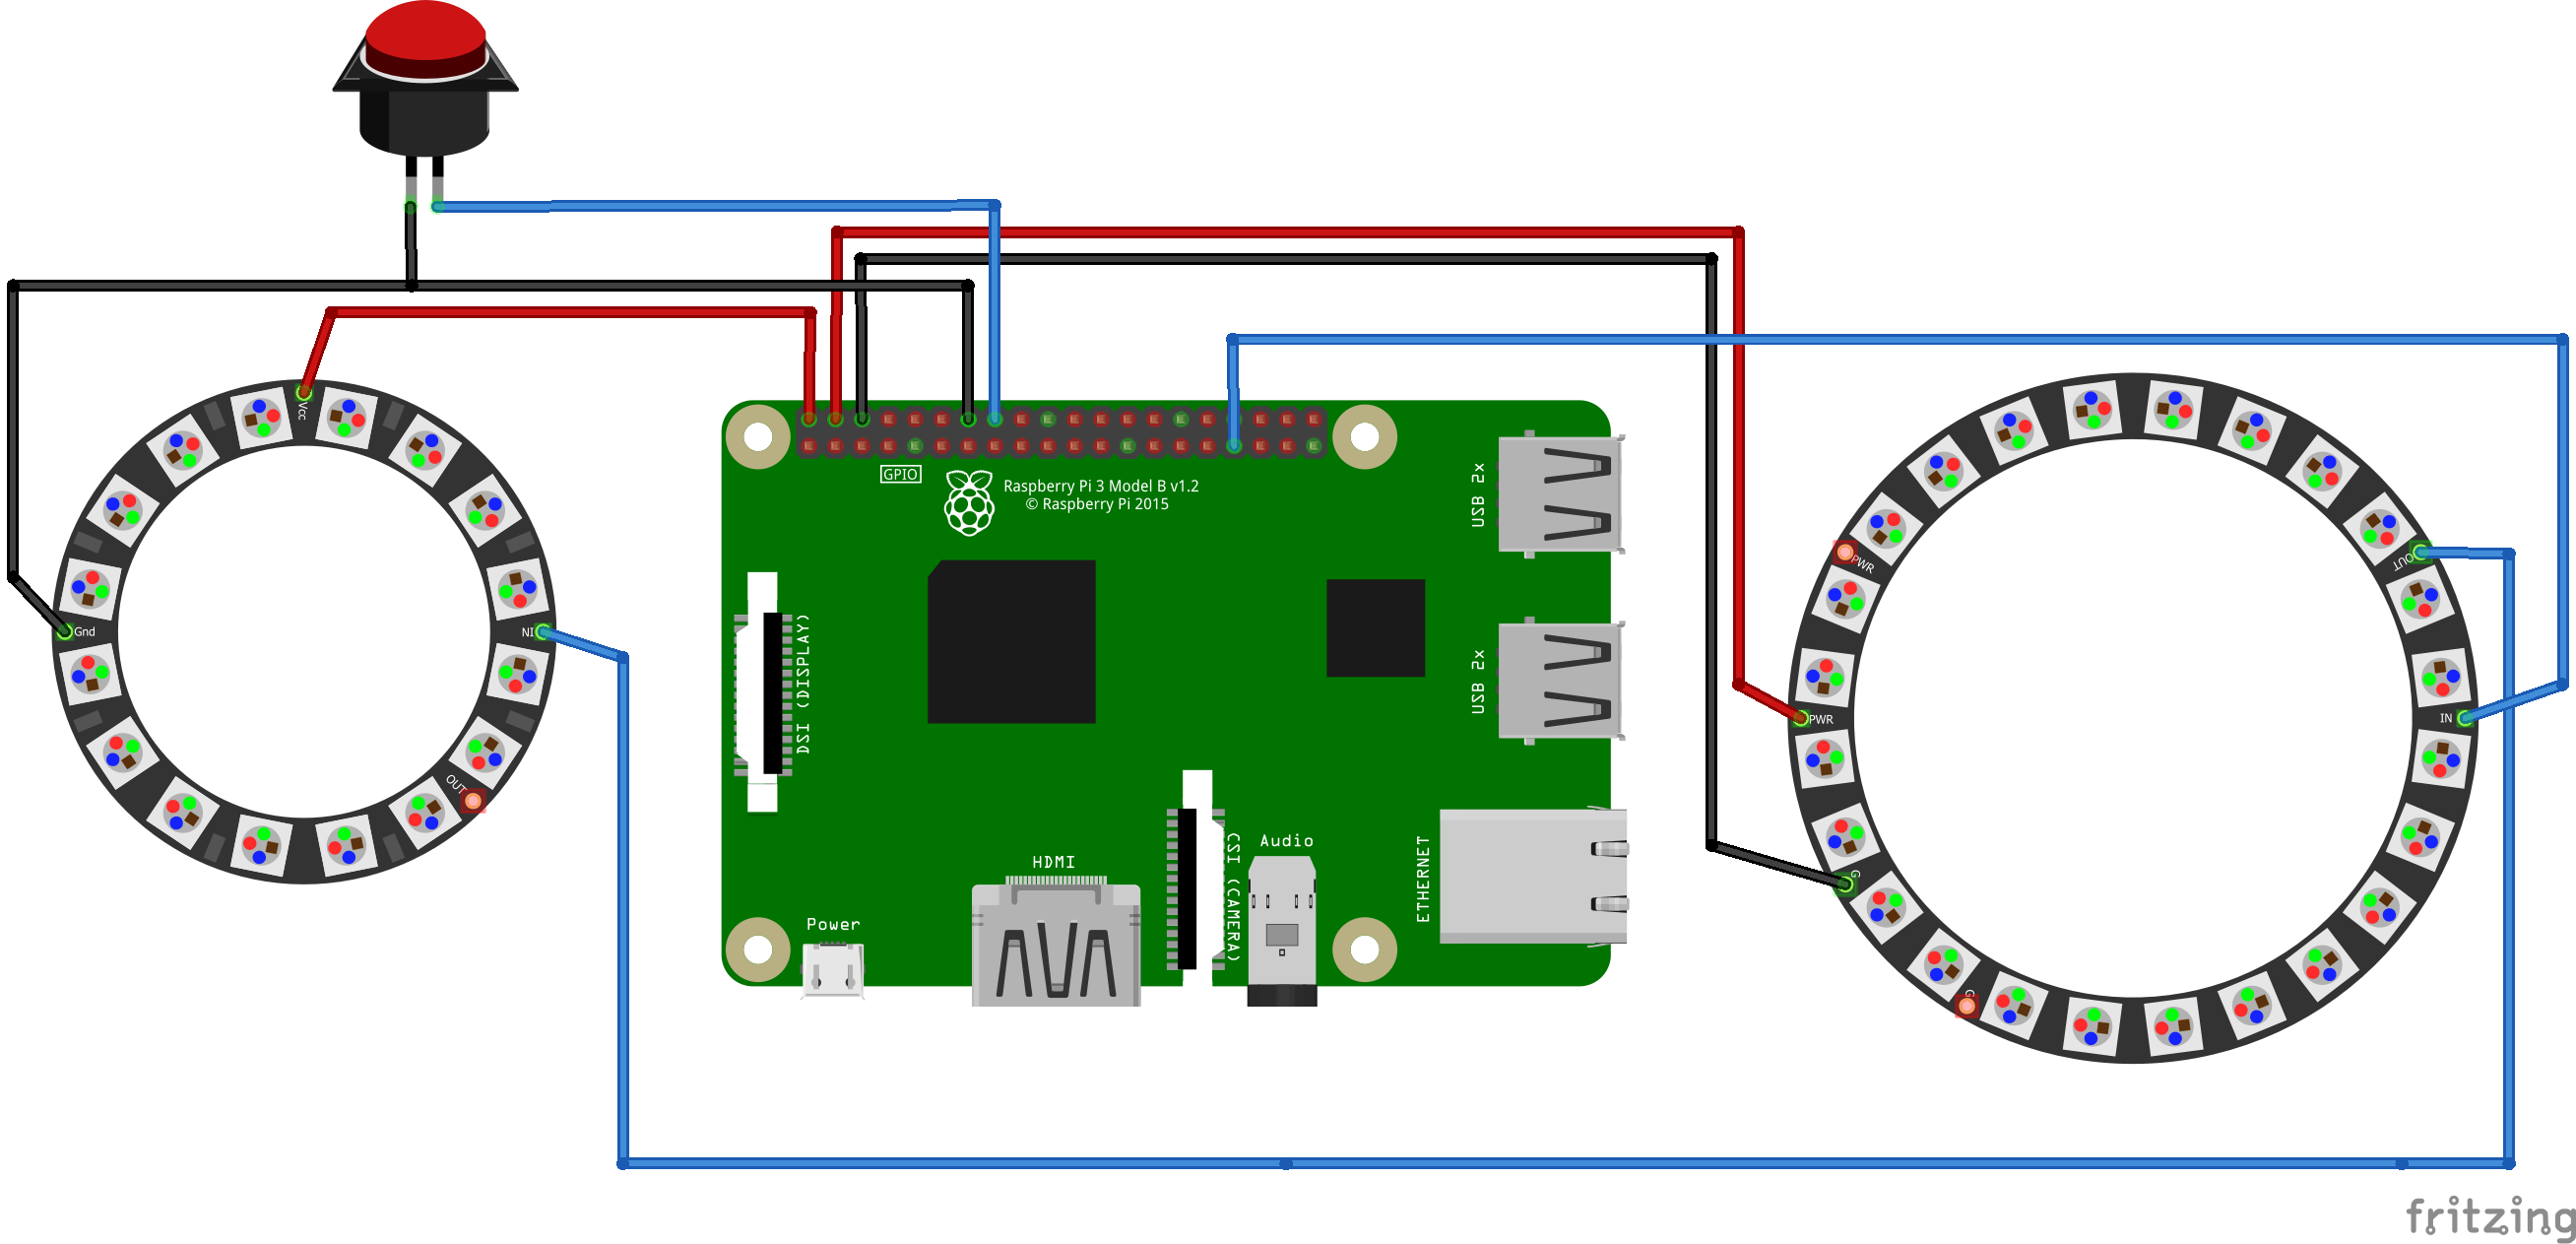 Vcc
Gnd
IN
OUT
GPIO
Raspberry Pi 3 Model B v1.2
© Raspberry Pi 2015
USB 2x
USB 2x
DSI (DISPLAY)
CSI (CAMERA)
Audio
HDMI
Power
ETHERNET
PWR
OUT
PWR
IN
G
G
fritzing